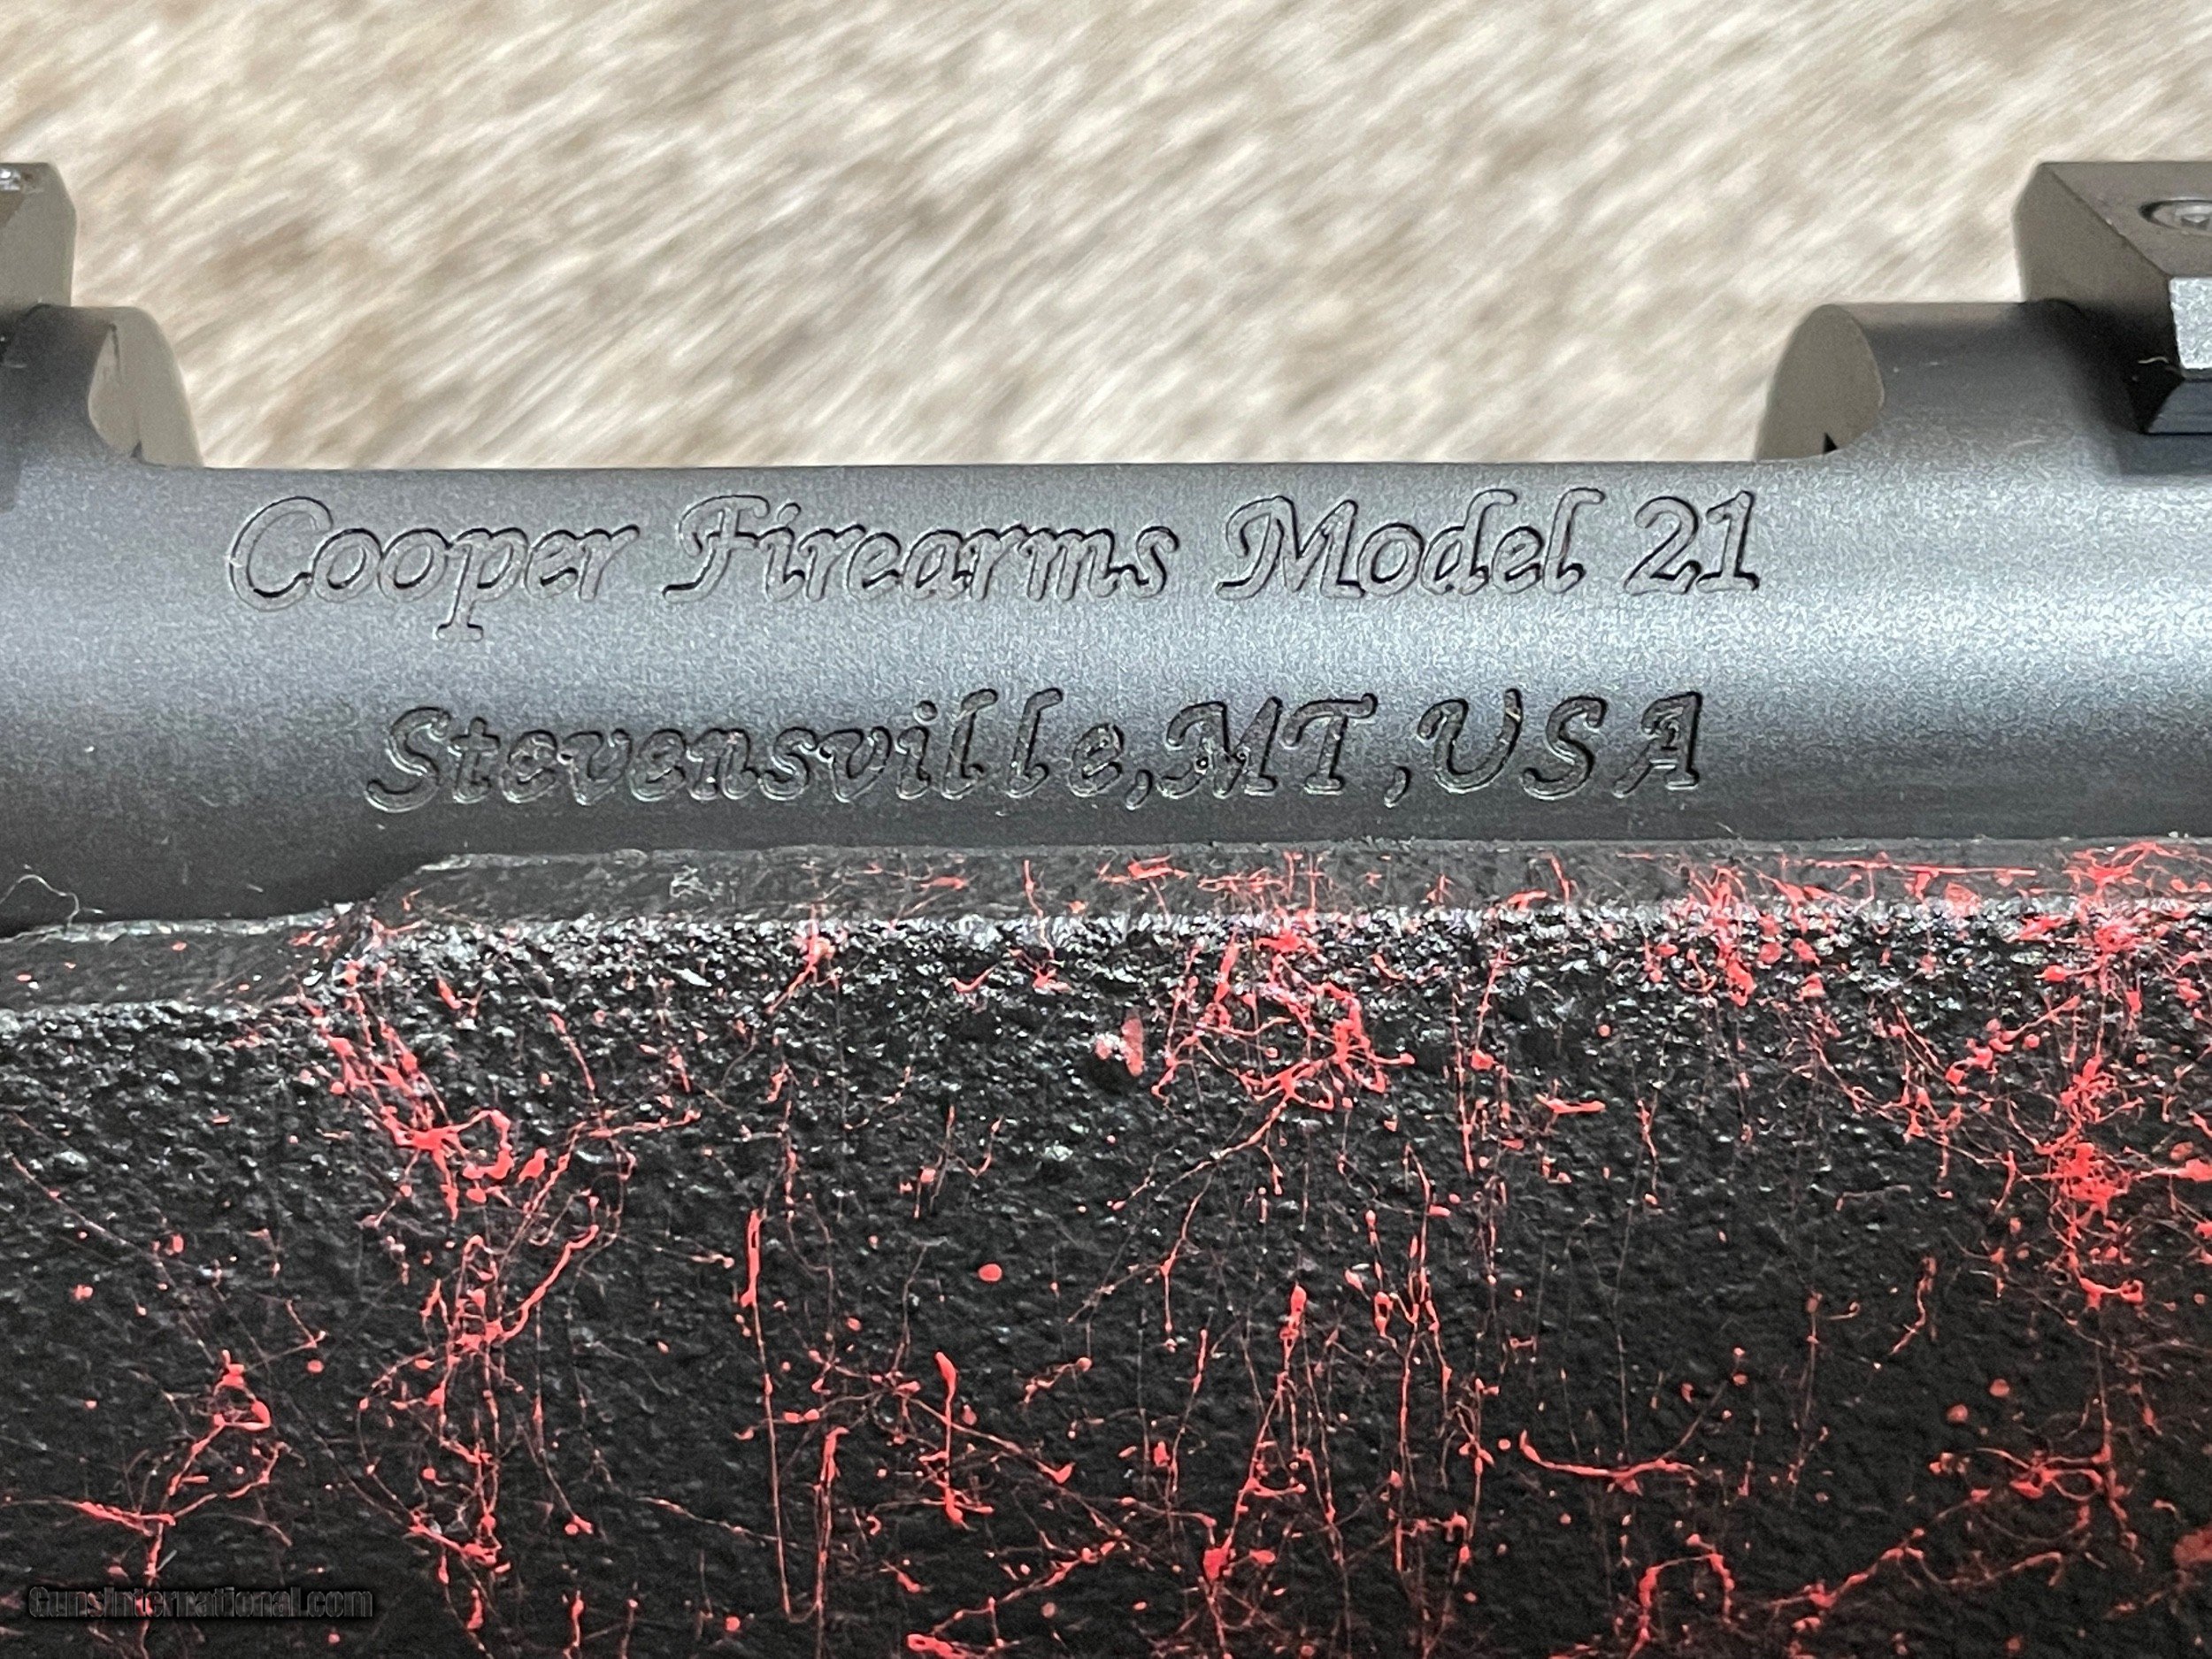 Cooper Firearms Model 21
Stevensville,MT,USA
GunsInternational.com